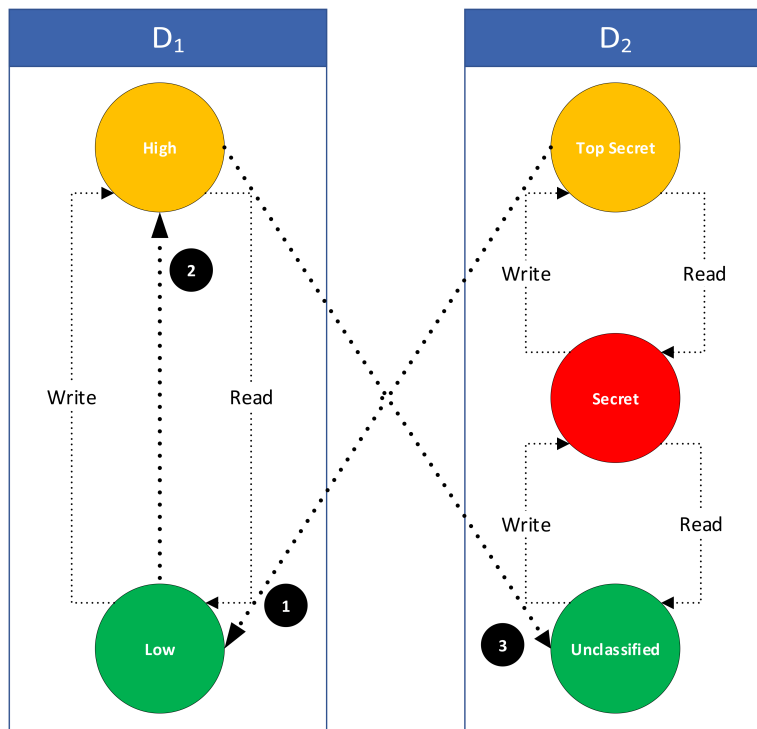 D₁
D₂
High
Top Secret
2
Write
Read
Write
Read
Secret
Write
Read
1
3
Low
Unclassified